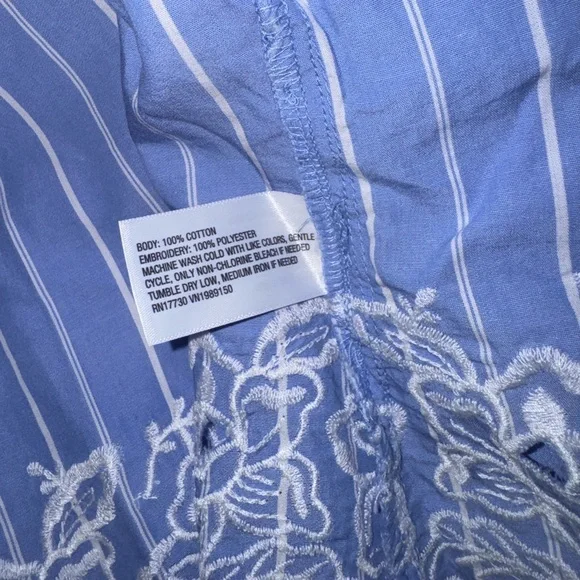 BODY: 100% COTTON
EMBROIDERY: 100% POLYESTER
MACHINE WASH COLD WITH LIKE COLORS, GENTLE
CYCLE, ONLY NON-CHLORINE BLEACH IF NEEDED
TUMBLE DRY LOW, MEDIUM IRON IF NEEDED
RN17730 VN1989150